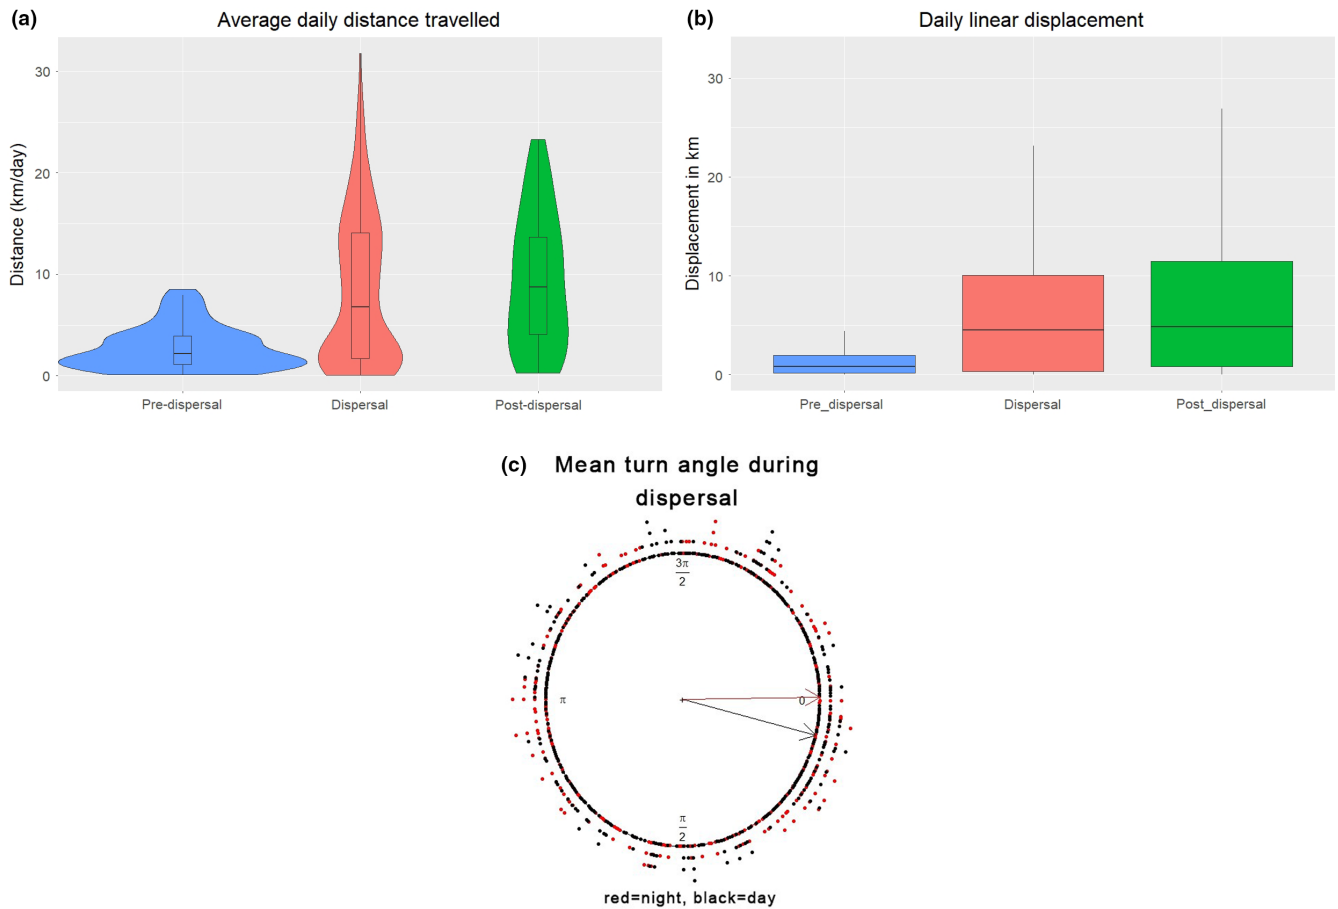 (a) Average daily distance travelled
Distance (km/day)
30
20
10
0
Pre-dispersal Dispersal Post-dispersal
(b) Daily linear displacement
Displacement in km
30
20
10
0
Pre_dispersal Dispersal Post_dispersal
(c) Mean turn angle during
dispersal
3π
2
π
0
π
2
red=night, black=day